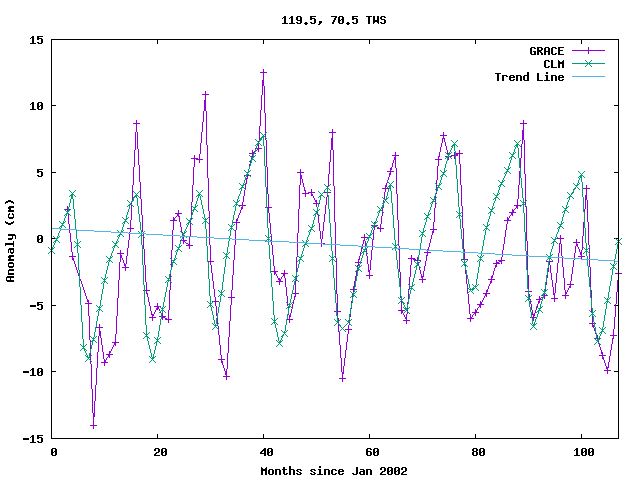 119.5, 70.5 TWS
GRACE
CLM
Trend Line
15
10
5
0
-5
-10
-15
Anomaly (cm)
0 20 40 60 80 100
Months since Jan 2002